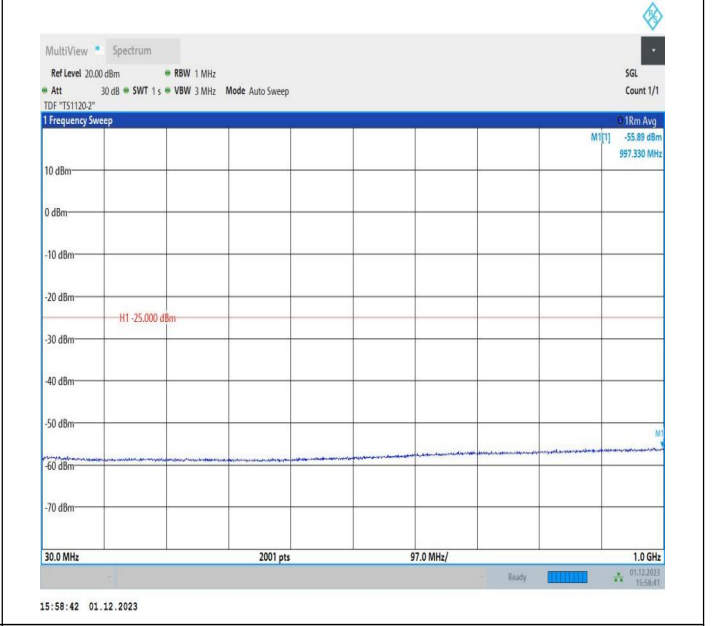 R S
MultiView Spectrum
Ref Level 20.00 dBm RBW 1 MHz SGL
Att 30 dB SWT 1 s VBW 3 MHz Mode Auto Sweep Count 1/1
TDF "TS1120-2"
1 Frequency Sweep 1Rm Avg
M1[1] -55.89 dBm
997.330 MHz
10 dBm
0 dBm
-10 dBm
-20 dBm
H1 -25.000 dBm
-30 dBm
-40 dBm
-50 dBm
M1
-60 dBm
-70 dBm
30.0 MHz 2001 pts 97.0 MHz/ 1.0 GHz
Ready 01.12.2023
15:58:41
15:58:42 01.12.2023